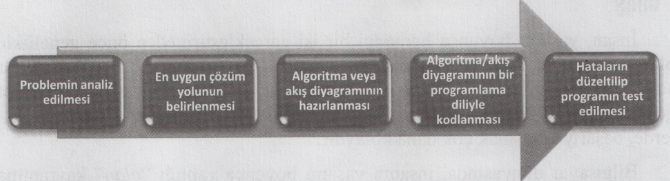 Problemin analiz
edilmesi
En uygun çözüm
yolunun
belirlenmesi
Algoritma veya
akış diyagramının
hazırlanması
Algoritma/akış
diyagramının bir
programlama
diliyle
kodlanması
Hataların
düzeltilip
programın test
edilmesi